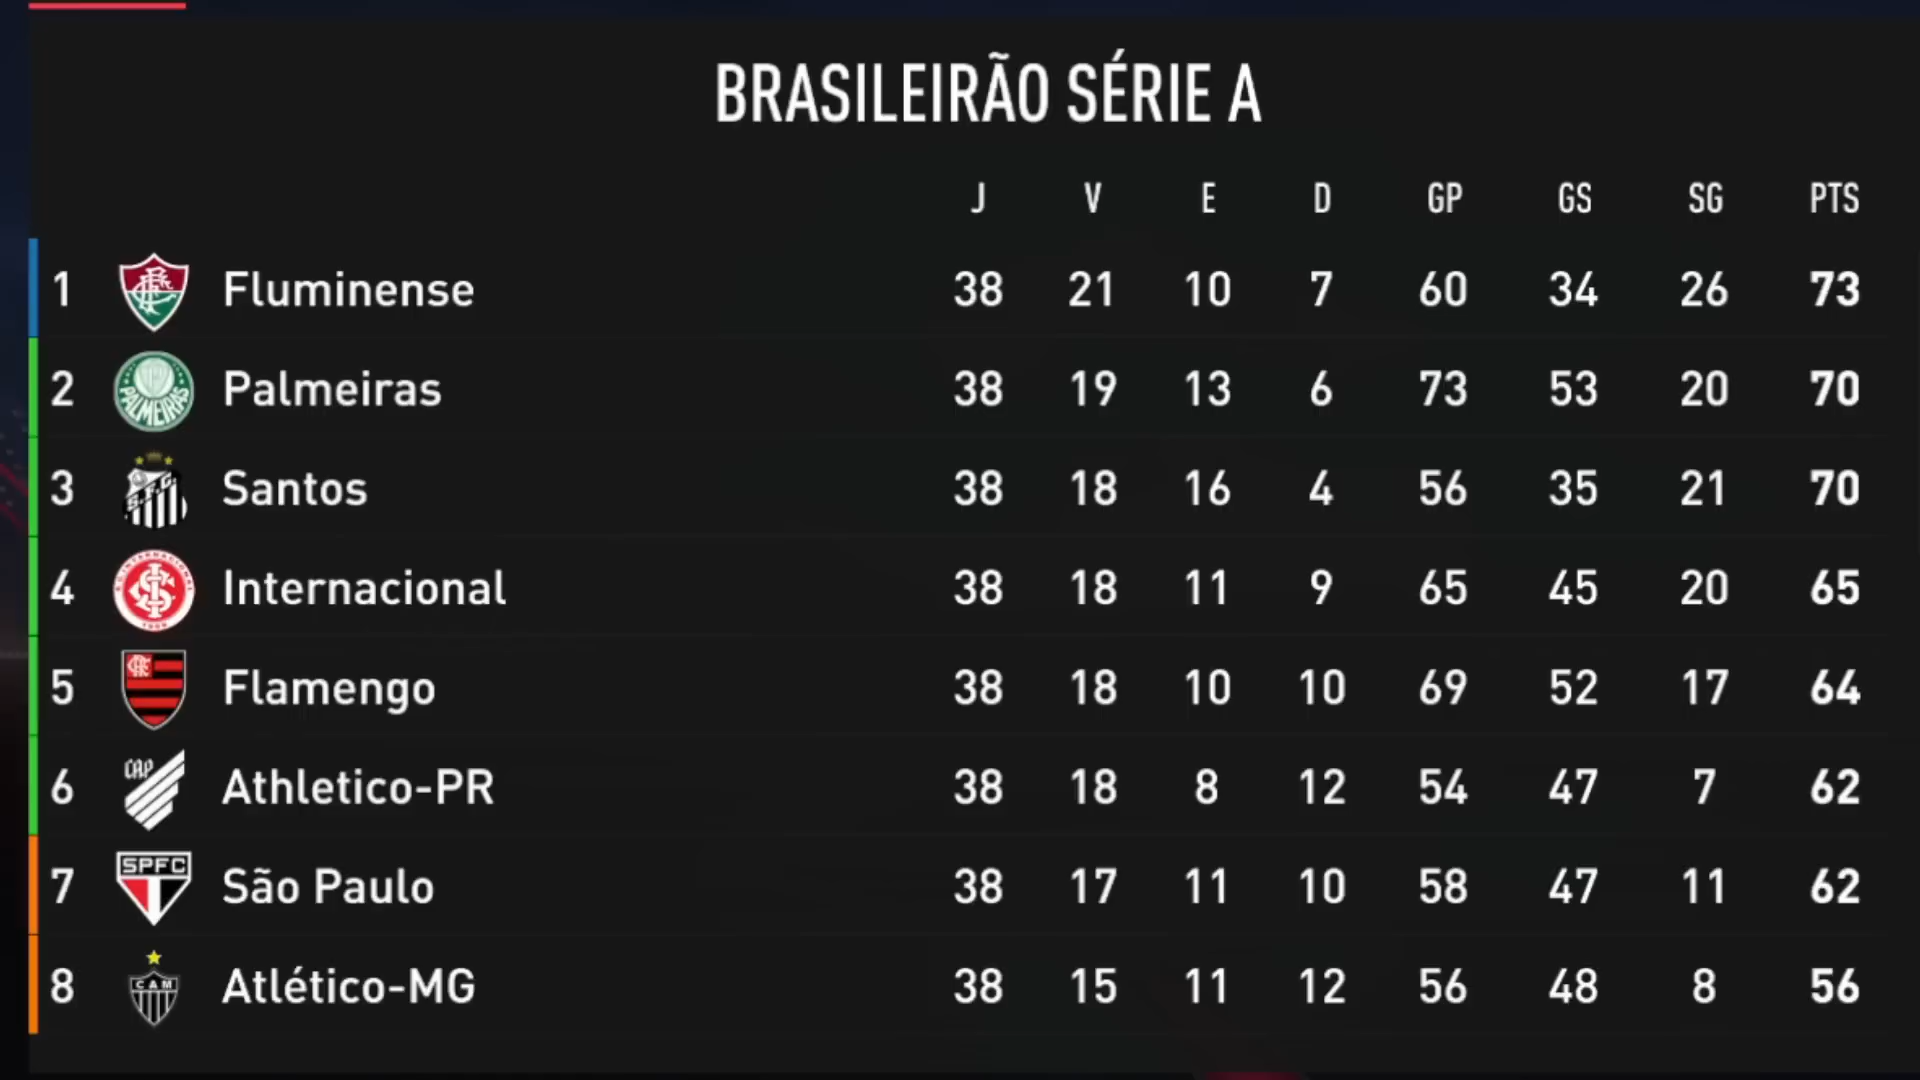 BRASILEIRÃO SÉRIE A
J V E D GP GS SG PTS
1 Fluminense 38 21 10 7 60 34 26 73
2 PALMEIRAS Palmeiras 38 19 13 6 73 53 20 70
3 S.F.C. Santos 38 18 16 4 56 35 21 70
4 Internacional 38 18 11 9 65 45 20 65
5 Flamengo 38 18 10 10 69 52 17 64
6 CAP Athletico-PR 38 18 8 12 54 47 7 62
7 SPFC São Paulo 38 17 11 10 58 47 11 62
8 CAM Atlético-MG 38 15 11 12 56 48 8 56